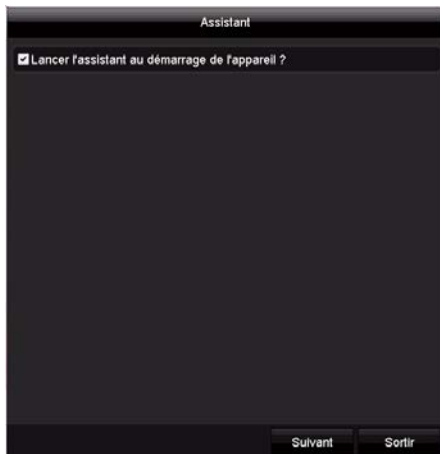 Assistant
Lancer l'assistant au démarrage de l'appareil ?
Suivant Sortir